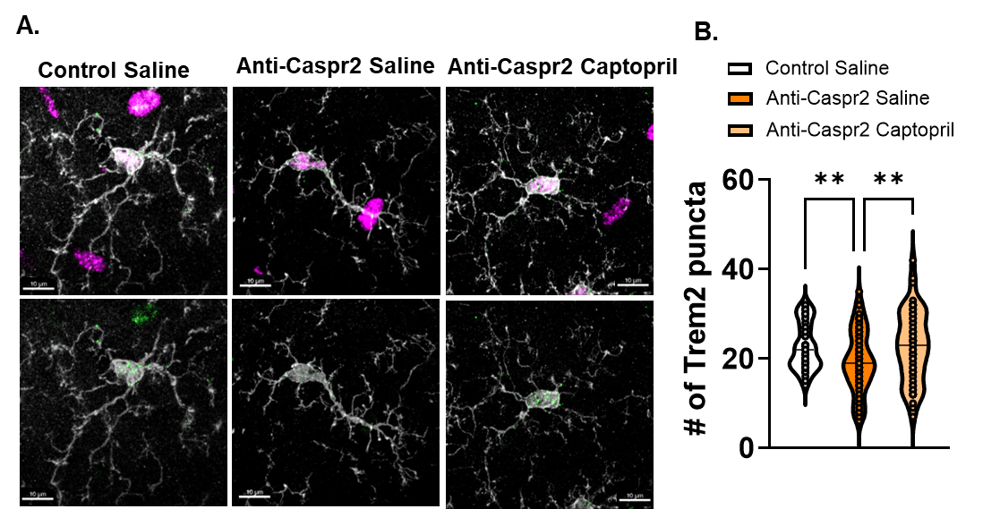 A.
Control Saline
Anti-Caspr2 Saline
Anti-Caspr2 Captopril
10 µm
10 µm
10 µm
10 µm
10 µm
10 µm
B.
Control Saline
Anti-Caspr2 Saline
Anti-Caspr2 Captopril
# of Trem2 puncta
60
40
20
0
** **